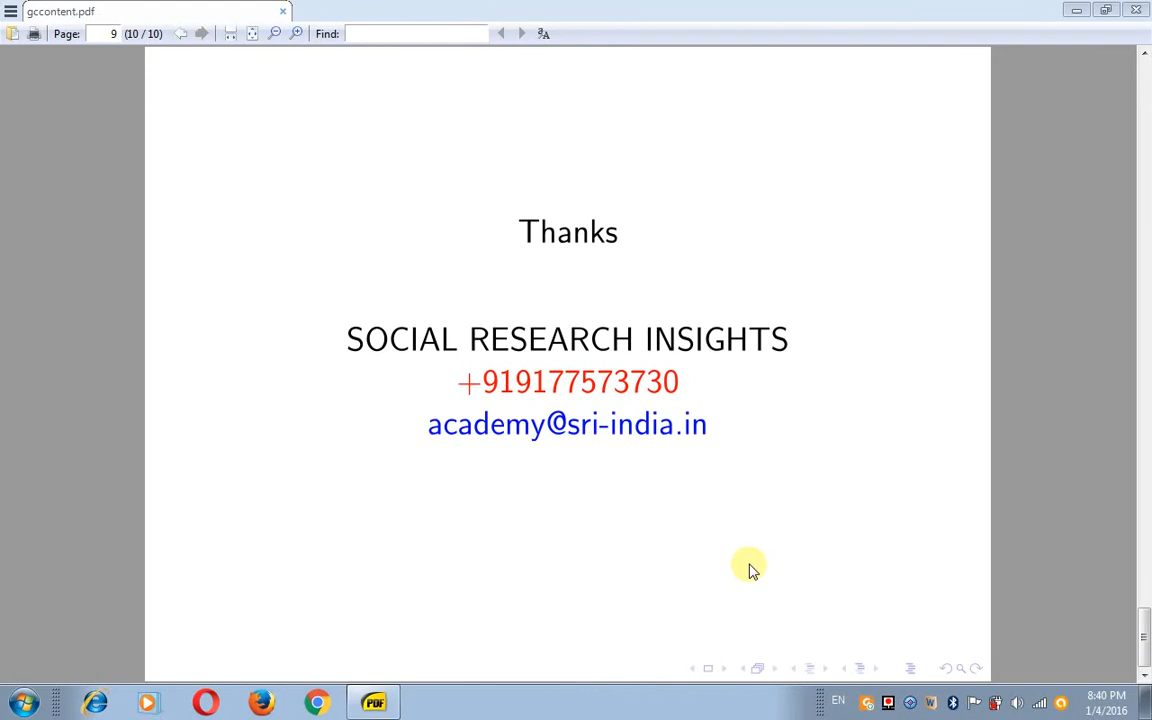 gccontent.pdf
Page: 9 (10 / 10) Find:
Thanks
SOCIAL RESEARCH INSIGHTS
+919177573730
academy@sri-india.in
PDF
EN
8:40 PM
1/4/2016